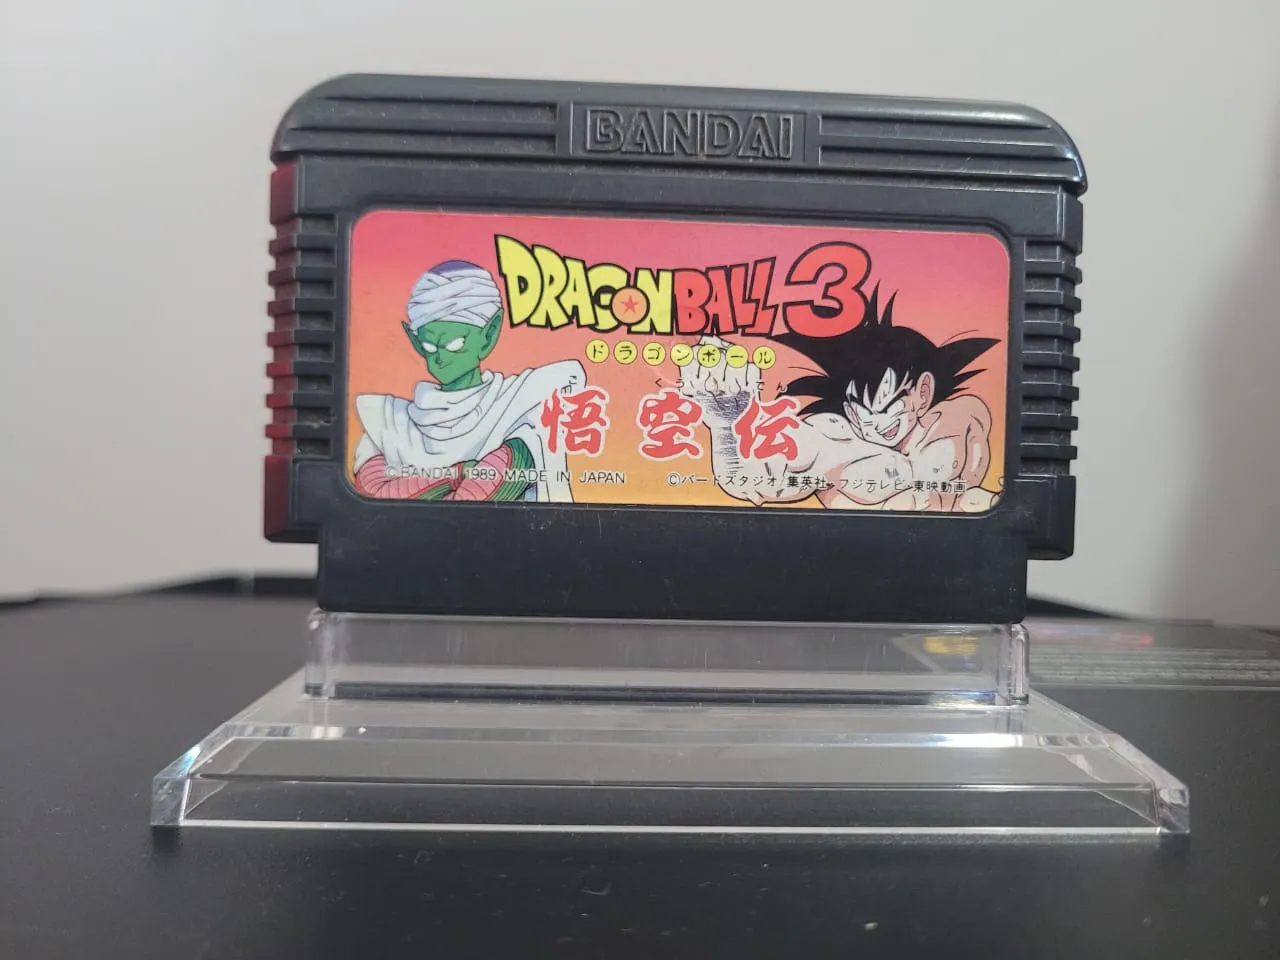 BANDAI
DRAGONBALL3
ドラゴンボール
ごくうでん
悟空伝
©BANDAI 1989 MADE IN JAPAN
©バードスタジオ/集英社・フジテレビ・東映動画